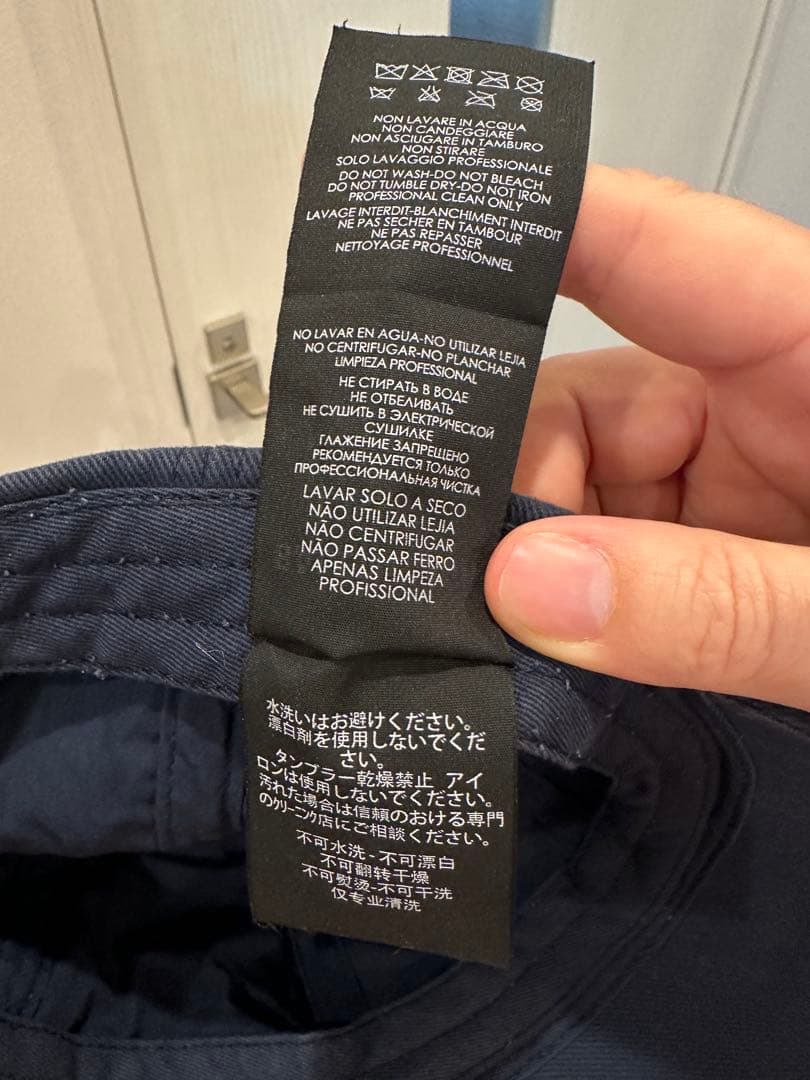 NON LAVARE IN ACQUA
NON CANDEGGIARE
NON ASCIUGARE IN TAMBURO
NON STIRARE
SOLO LAVAGGIO PROFESSIONALE
DO NOT WASH-DO NOT BLEACH
DO NOT TUMBLE DRY-DO NOT IRON
PROFESSIONAL CLEAN ONLY
LAVAGE INTERDIT-BLANCHIMENT INTERDIT
NE PAS SECHER EN TAMBOUR
NE PAS REPASSER
NETTOYAGE PROFESSIONNEL
NO LAVAR EN AGUA-NO UTILIZAR LEJIA
NO CENTRIFUGAR-NO PLANCHAR
LIMPIEZA PROFESSIONAL
НЕ СТИРАТЬ В ВОДЕ
НЕ ОТБЕЛИВАТЬ
НЕ СУШИТЬ В ЭЛЕКТРИЧЕСКОЙ
СУШИЛКЕ
ГЛАЖЕНИЕ ЗАПРЕЩЕНО
РЕКОМЕНДУЕТСЯ ТОЛЬКО
ПРОФЕССИОНАЛЬНАЯ ЧИСТКА
LAVAR SOLO A SECO
NÃO UTILIZAR LEJIA
NÃO CENTRIFUGAR
NÃO PASSAR FERRO
APENAS LIMPEZA
PROFISSIONAL
水洗いはお避けください。
漂白剤を使用しないでくだ
さい。
タンブラー乾燥禁止 アイ
ロンは使用しないでください。
汚れた場合は信頼のおける専門
のｸﾘｰﾆﾝｸﾞ店にご相談ください。
不可水洗-不可漂白
不可翻转干燥
不可熨烫-不可干洗
仅专业清洗